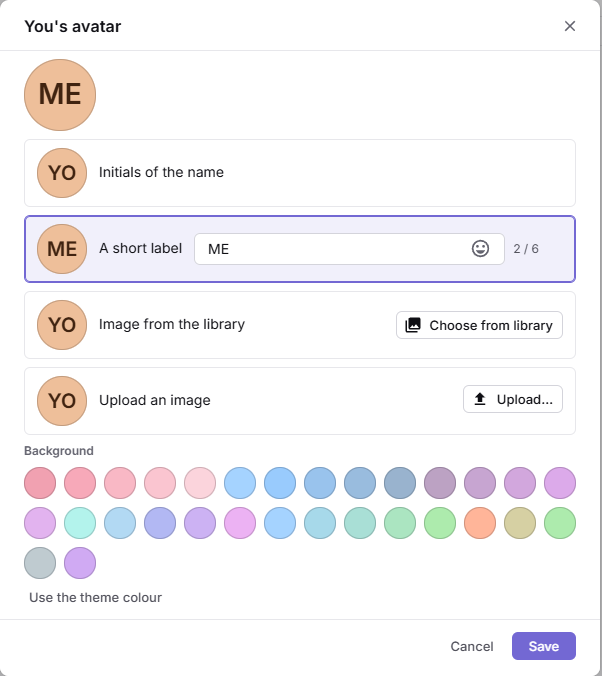 You's avatar
ME
YO Initials of the name
ME A short label ME 2 / 6
YO Image from the library Choose from library
YO Upload an image Upload...
Background
Use the theme colour
Cancel Save